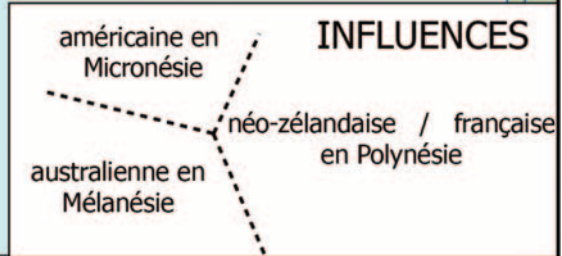 INFLUENCES
américaine en
Micronésie
néo-zélandaise / française
en Polynésie
australienne en
Mélanésie